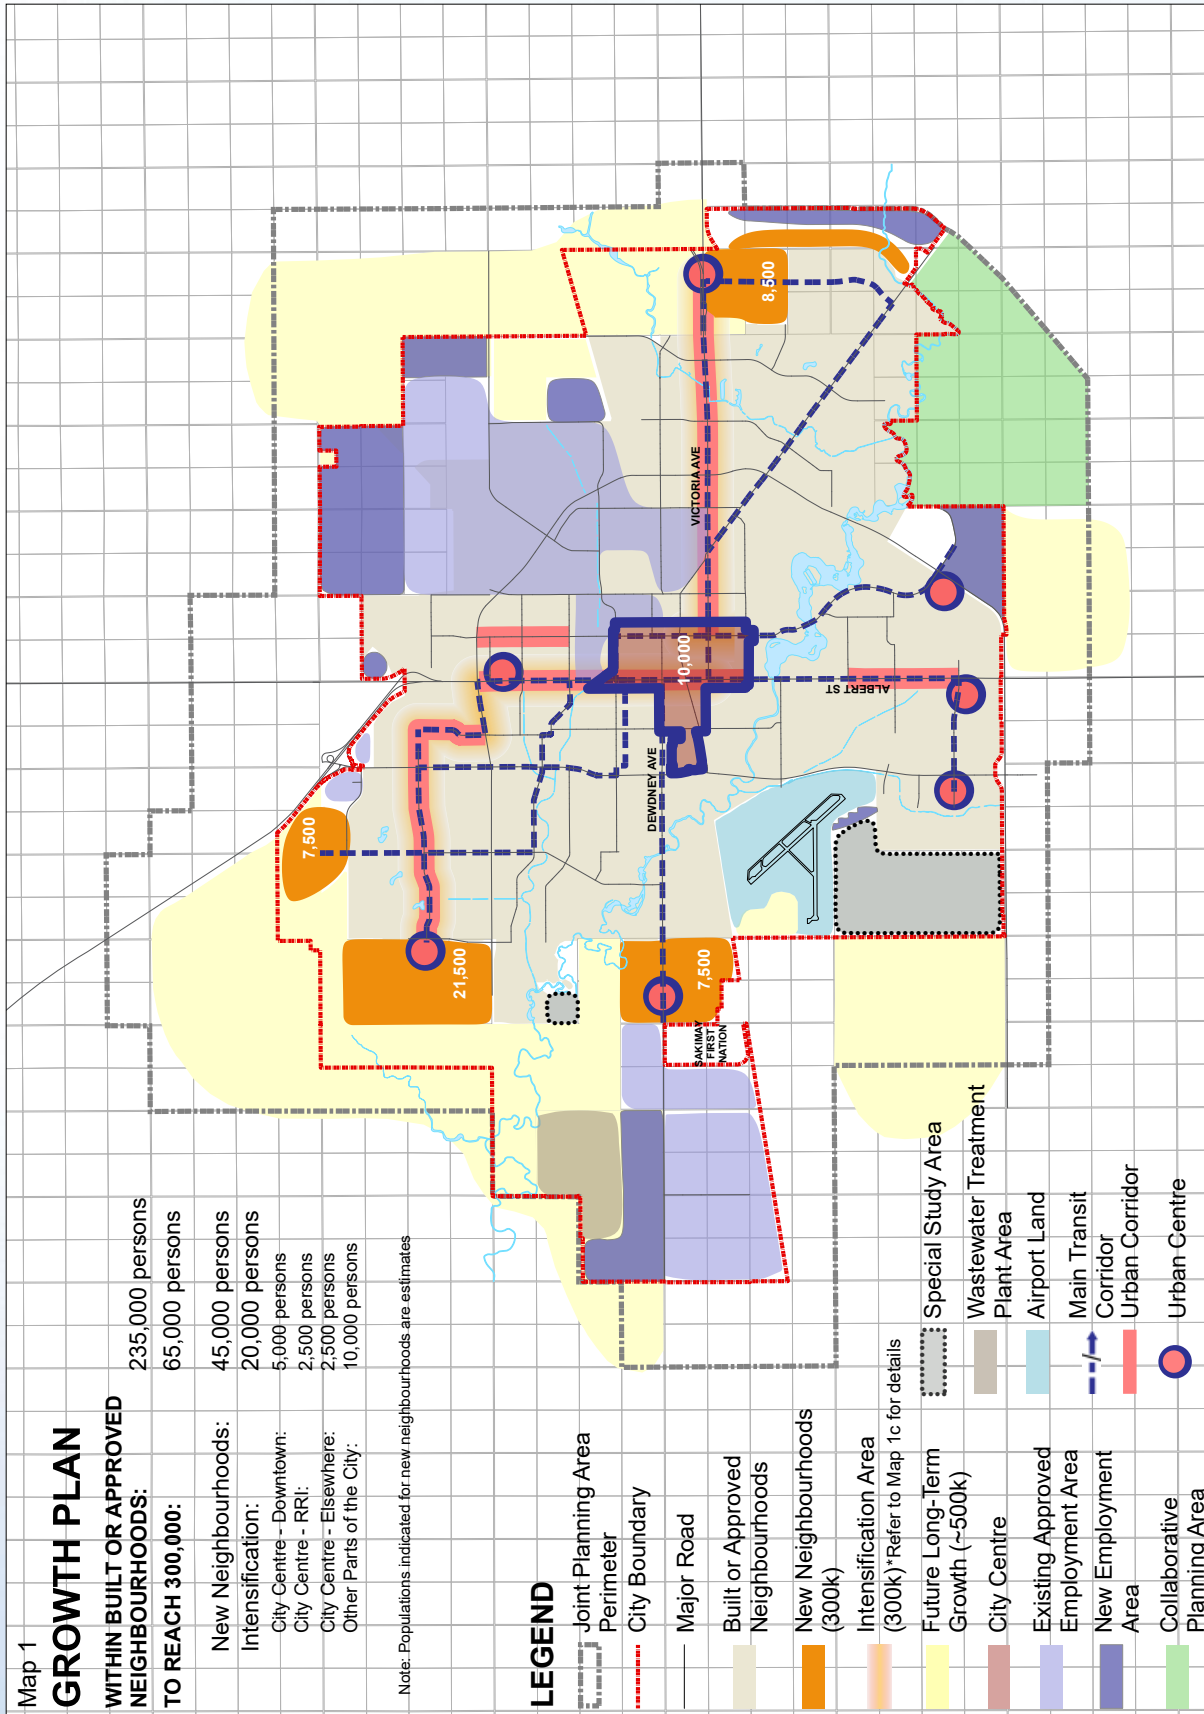 Map 1
GROWTH PLAN
WITHIN BUILT OR APPROVED
NEIGHBOURHOODS: 235,000 persons
TO REACH 300,000: 65,000 persons
New Neighbourhoods: 45,000 persons
Intensification: 20,000 persons
City Centre - Downtown: 5,000 persons
City Centre - RRI: 2,500 persons
City Centre - Elsewhere: 2,500 persons
Other Parts of the City: 10,000 persons
Note: Populations indicated for new neighbourhoods are estimates
LEGEND
Joint Planning Area
Perimeter
City Boundary
Major Road
Built or Approved
Neighbourhoods
New Neighbourhoods
(300k)
Intensification Area
(300k)*Refer to Map 1c for details
Future Long-Term
Growth (~500k)
City Centre
Existing Approved
Employment Area
New Employment
Area
Collaborative
Planning Area
Special Study Area
Wastewater Treatment
Plant Area
Airport Land
Main Transit
Corridor
Urban Corridor
Urban Centre
7,500
21,500
7,500
SAKIMAY
FIRST
NATION
DEWDNEY AVE
10,000
ALBERT ST
VICTORIA AVE
8,500